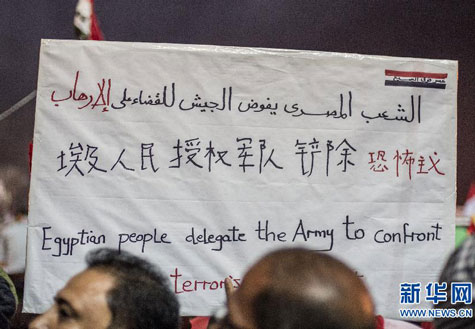 الشعب المصرى يفوض الجيش للقضاء على الإرهاب
埃及人民 授权军队 铲除 恐怖主义
Egyptian people delegate the Army to confront
新华网
WWW.NEWS.CN